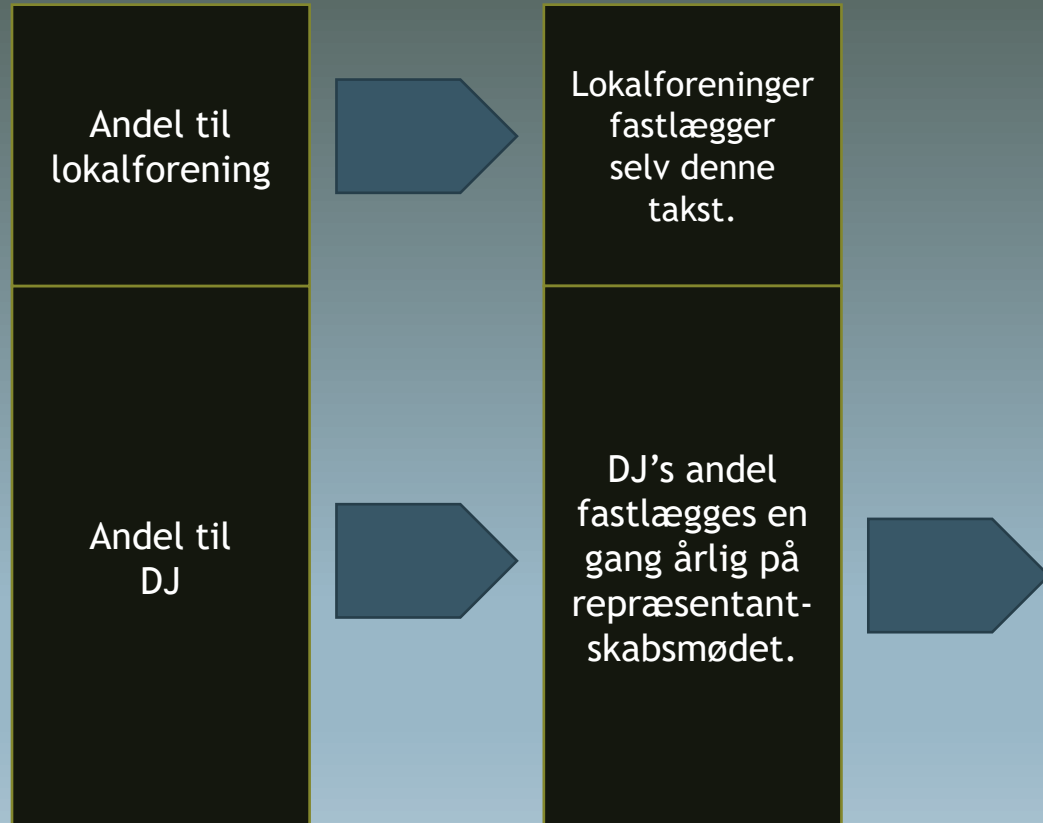 Andel til
lokalforening
Lokalforeninger
fastlægger
selv denne
takst.
Andel til
DJ
DJ’s andel
fastlægges en
gang årlig på
repræsentant-
skabsmødet.